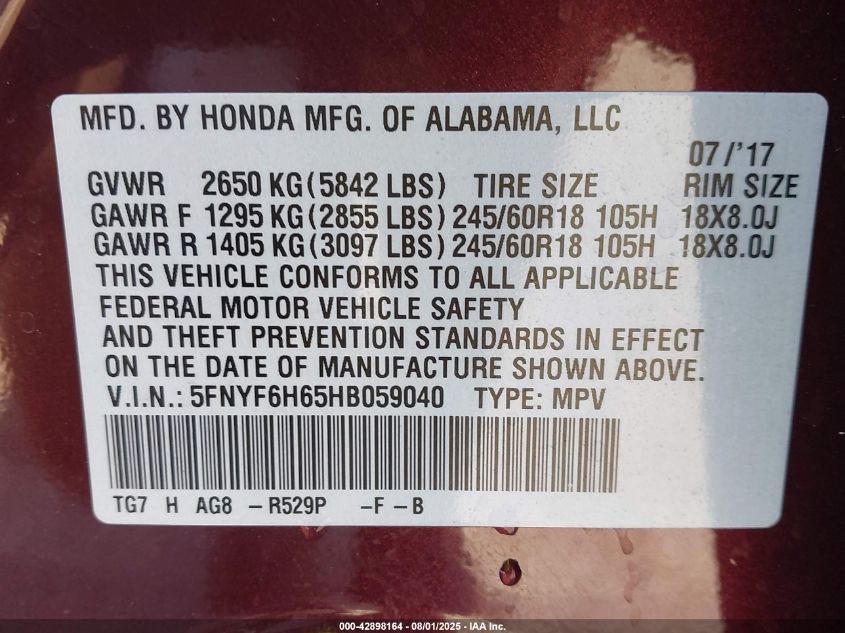 MFD. BY HONDA MFG. OF ALABAMA, LLC
07/'17
GVWR 2650 KG (5842 LBS) TIRE SIZE RIM SIZE
GAWR F 1295 KG (2855 LBS) 245/60R18 105H 18X8.0J
GAWR R 1405 KG (3097 LBS) 245/60R18 105H 18X8.0J
THIS VEHICLE CONFORMS TO ALL APPLICABLE
FEDERAL MOTOR VEHICLE SAFETY
AND THEFT PREVENTION STANDARDS IN EFFECT
ON THE DATE OF MANUFACTURE SHOWN ABOVE.
V.I.N.: 5FNYF6H65HB059040 TYPE: MPV
TG7 H AG8 -R529P -F -B
000-42898164 - 08/01/2025 - IAA Inc.